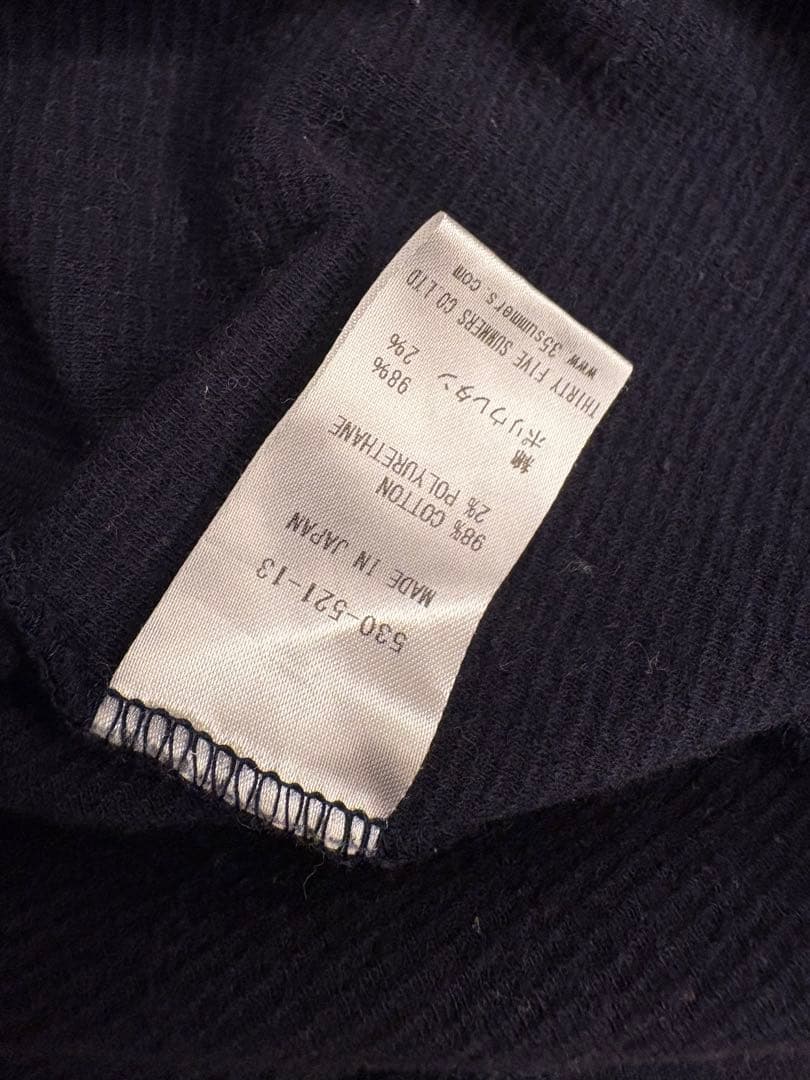 530-521-13
MADE IN JAPAN
98% COTTON
2% POLYURETHANE
綿 98%
ポリウレタン 2%
THIRTY FIVE SUMMERS CO.LTD
www.35summers.com